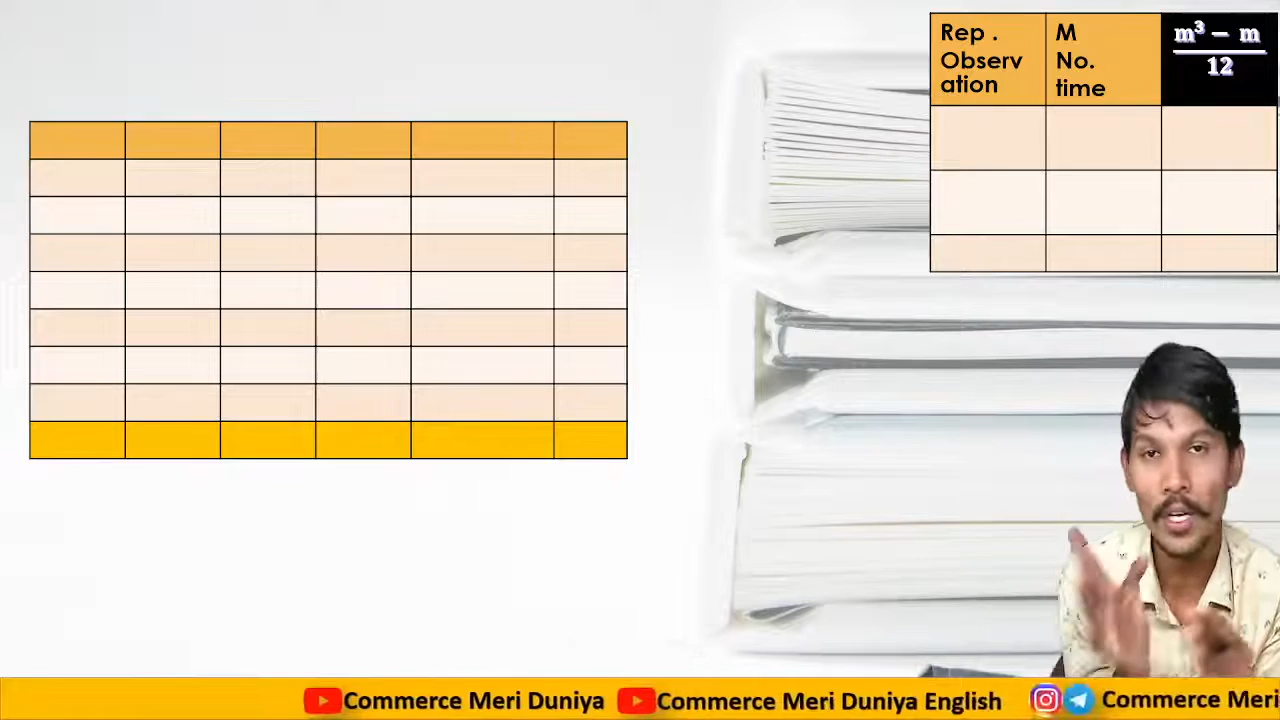 Rep .
Observ
ation
M
No.
time
m³ − m
12
Commerce Meri Duniya
Commerce Meri Duniya English
Commerce Meri